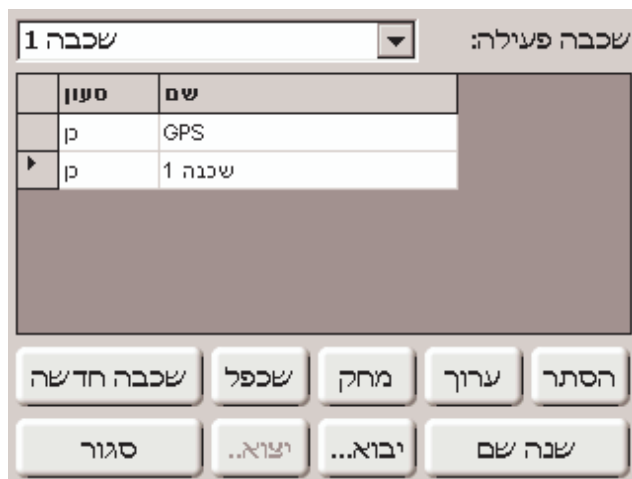 שכבה פעילה: שכבה 1
שם טעון
GPS כן
שכבה 1 כן
הסתר ערוך מחק שכפל שכבה חדשה
שנה שם יבוא... יצוא.. סגור